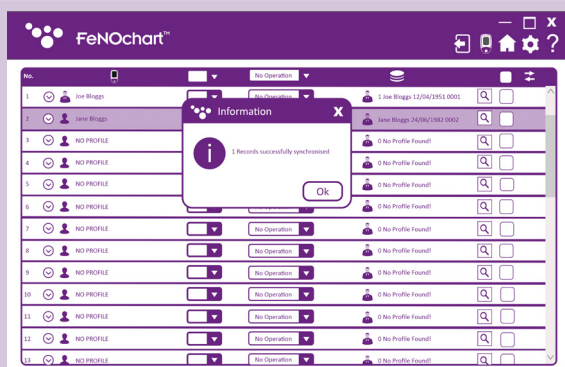 FeNOchart™
?
No. No Operation
1 Joe Bloggs No Operation 1 Joe Bloggs 12/04/1951 0001
Information X
2 Jane Bloggs Jane Bloggs 24/06/1982 0002
3 NO PROFILE 0 No Profile Found!
1 Records successfully synchronised
4 NO PROFILE 0 No Profile Found!
5 NO PROFILE 0 No Profile Found!
Ok
6 NO PROFILE No Operation 0 No Profile Found!
7 NO PROFILE No Operation 0 No Profile Found!
8 NO PROFILE No Operation 0 No Profile Found!
9 NO PROFILE No Operation 0 No Profile Found!
10 NO PROFILE No Operation 0 No Profile Found!
11 NO PROFILE No Operation 0 No Profile Found!
12 NO PROFILE No Operation 0 No Profile Found!
13 NO PROFILE No Operation 0 No Profile Found!